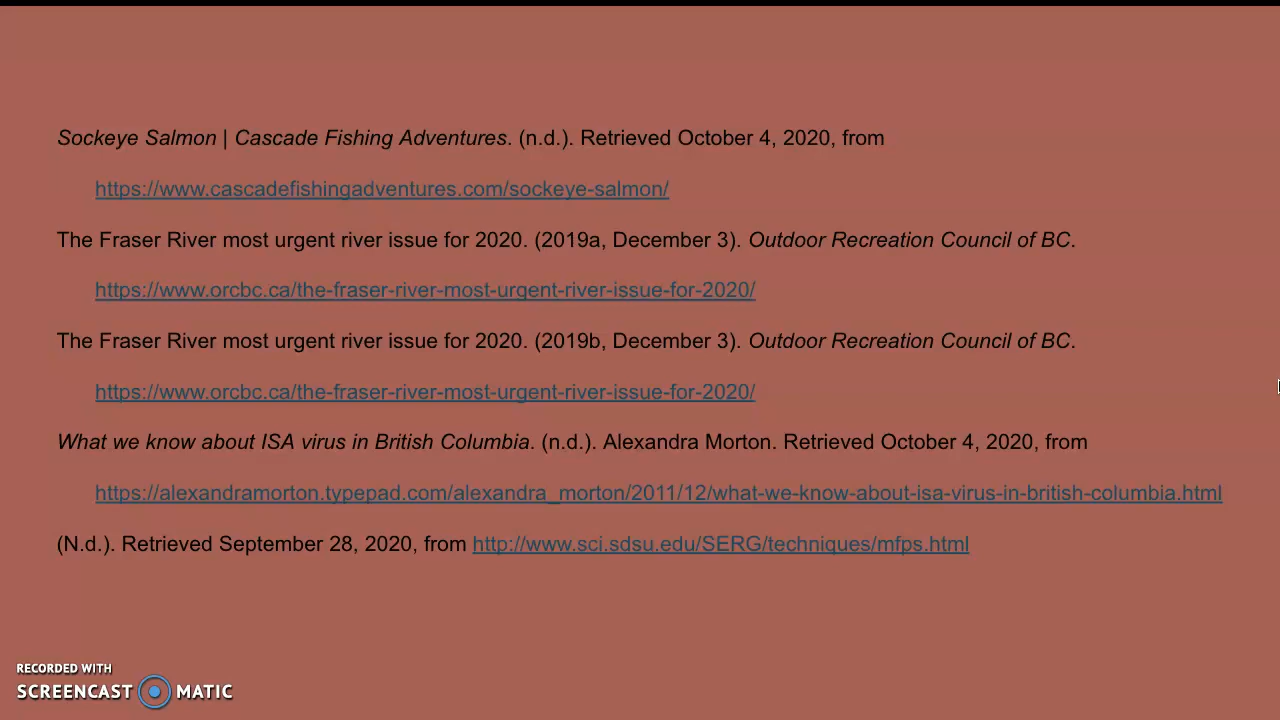 Sockeye Salmon | Cascade Fishing Adventures. (n.d.). Retrieved October 4, 2020, from
https://www.cascadefishingadventures.com/sockeye-salmon/
The Fraser River most urgent river issue for 2020. (2019a, December 3). Outdoor Recreation Council of BC.
https://www.orcbc.ca/the-fraser-river-most-urgent-river-issue-for-2020/
The Fraser River most urgent river issue for 2020. (2019b, December 3). Outdoor Recreation Council of BC.
https://www.orcbc.ca/the-fraser-river-most-urgent-river-issue-for-2020/
What we know about ISA virus in British Columbia. (n.d.). Alexandra Morton. Retrieved October 4, 2020, from
https://alexandramorton.typepad.com/alexandra_morton/2011/12/what-we-know-about-isa-virus-in-british-columbia.html
(N.d.). Retrieved September 28, 2020, from http://www.sci.sdsu.edu/SERG/techniques/mfps.html
RECORDED WITH
SCREENCAST MATIC